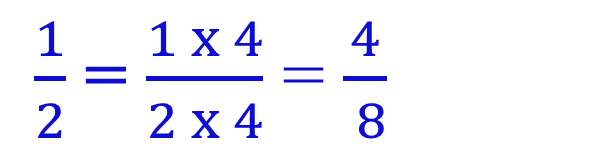 1/2 = 1 x 4/2 x 4 = 4/8